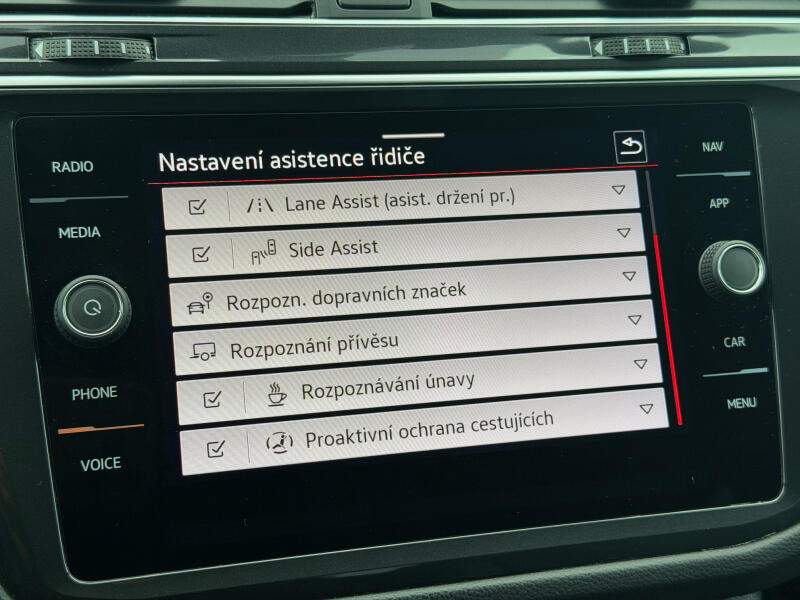 RADIO
MEDIA
PHONE
VOICE
Nastavení asistence řidiče
Lane Assist (asist. držení pr.)
Side Assist
Rozpozn. dopravních značek
Rozpoznání přívěsu
Rozpoznávání únavy
Proaktivní ochrana cestujících
NAV
APP
CAR
MENU